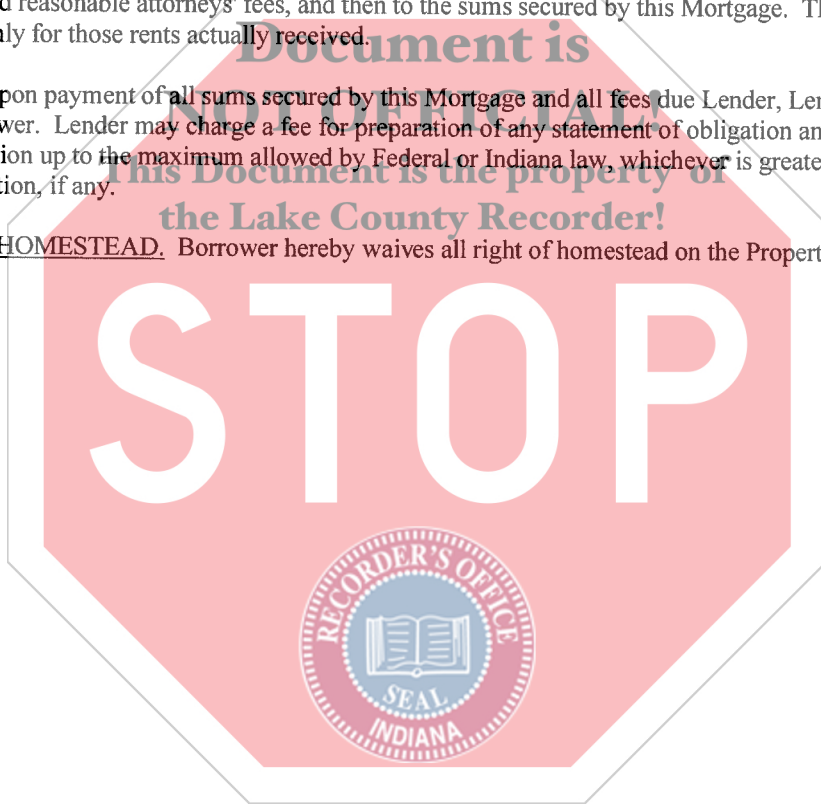 d reasonable attorneys' fees, and then to the sums secured by this Mortgage. Th
ly for those rents actually received.
Document is
pon payment of all sums secured by this Mortgage and all fees due Lender, Len
NOT OFFICIAL!
wer. Lender may charge a fee for preparation of any statement of obligation an
ion up to the maximum allowed by Federal or Indiana law, whichever is greate
This Document is the property of
tion, if any.
the Lake County Recorder!
HOMESTEAD. Borrower hereby waives all right of homestead on the Propert
STOP
RECORDER'S OFFICE
SEAL
INDIANA